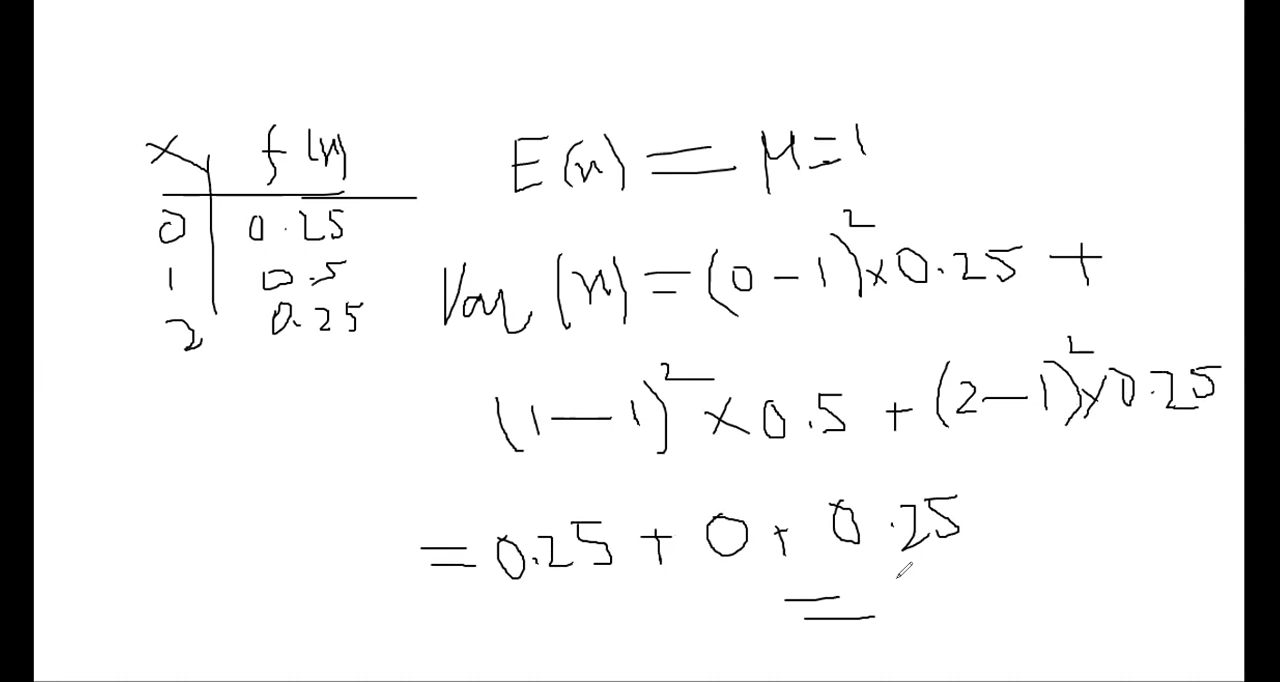 x f(x)
0 0.25
1 0.5
2 0.25
E(x) = μ=1
Var (x) = (0-1)²×0.25 +
(1-1)²×0.5+(2-1)²×0.25
=0.25+0+0.25
=